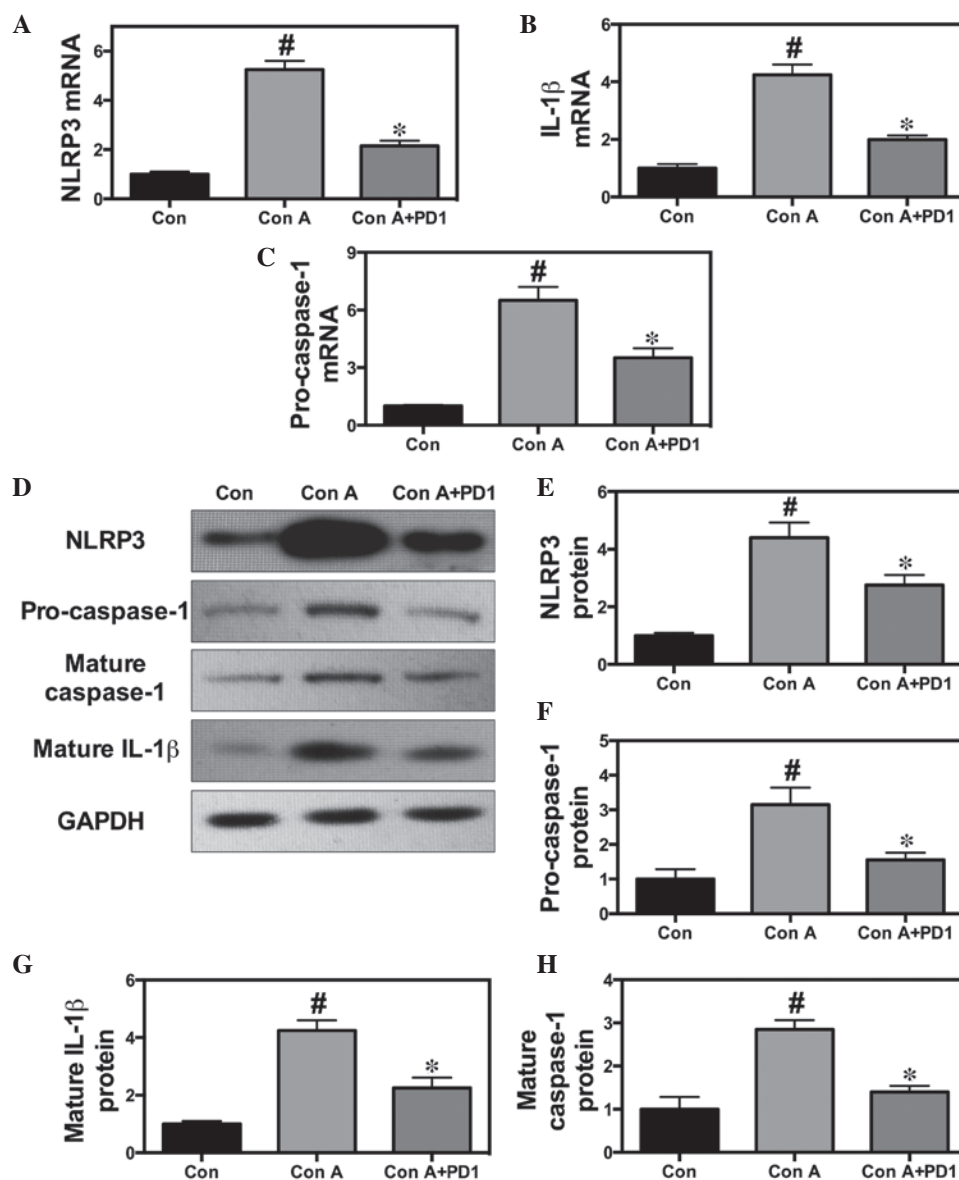 A
NLRP3 mRNA
6
4
2
0
#
*
Con
Con A
Con A+PD1
B
IL-1β
mRNA
6
4
2
0
#
*
Con
Con A
Con A+PD1
C
Pro-caspase-1
mRNA
9
6
3
0
#
*
Con
Con A
Con A+PD1
D
Con Con A Con A+PD1
NLRP3
Pro-caspase-1
Mature
caspase-1
Mature IL-1β
GAPDH
E
NLRP3
protein
6
4
2
0
#
*
Con
Con A
Con A+PD1
F
Pro-caspase-1
protein
5
4
3
2
1
0
#
*
Con
Con A
Con A+PD1
G
Mature IL-1β
protein
6
4
2
0
#
*
Con
Con A
Con A+PD1
H
Mature
caspase-1
protein
4
3
2
1
0
#
*
Con
Con A
Con A+PD1